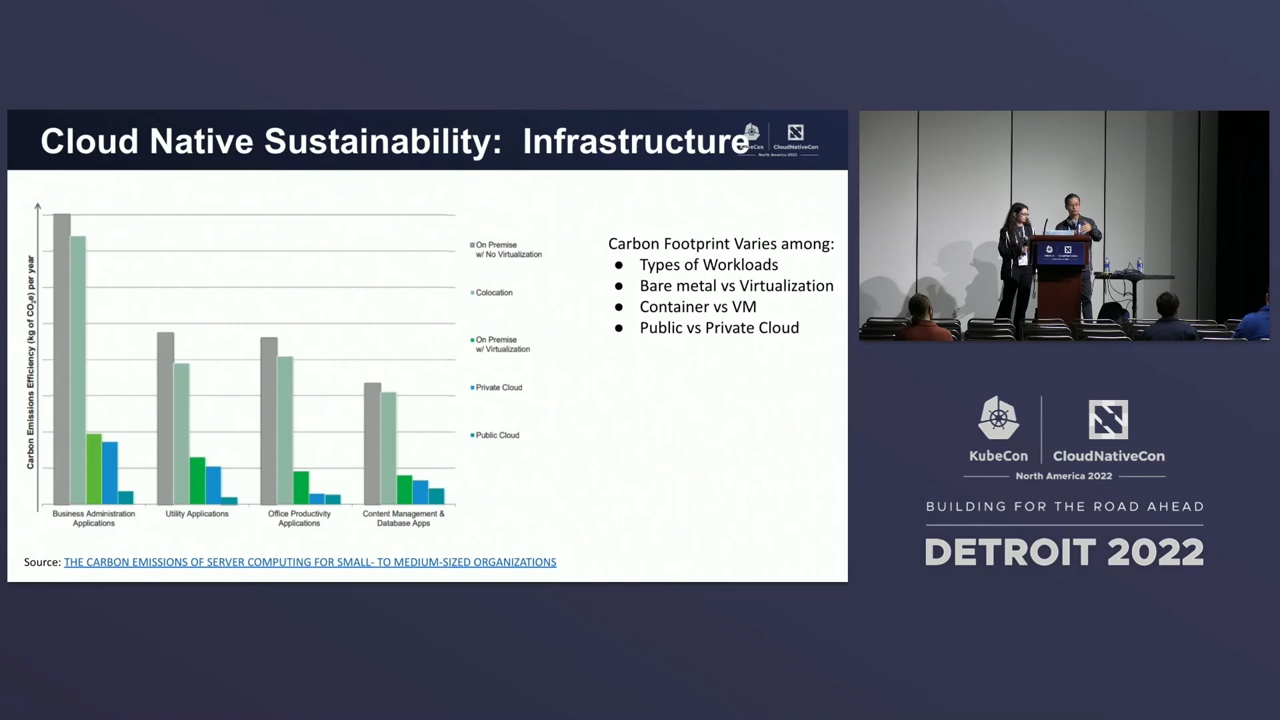 Cloud Native Sustainability: Infrastructure
CloudNativeCon
North America 2022
Carbon Emissions Efficiency (kg of CO2e) per year
On Premise
w/ No Virtualization
Colocation
On Premise
w/ Virtualization
Private Cloud
Public Cloud
Business Administration
Applications
Utility Applications
Office Productivity
Applications
Content Management &
Database Apps
Carbon Footprint Varies among:
● Types of Workloads
● Bare metal vs Virtualization
● Container vs VM
● Public vs Private Cloud
Source: THE CARBON EMISSIONS OF SERVER COMPUTING FOR SMALL- TO MEDIUM-SIZED ORGANIZATIONS
KubeCon
CloudNativeCon
North America 2022
BUILDING FOR THE ROAD AHEAD
DETROIT 2022